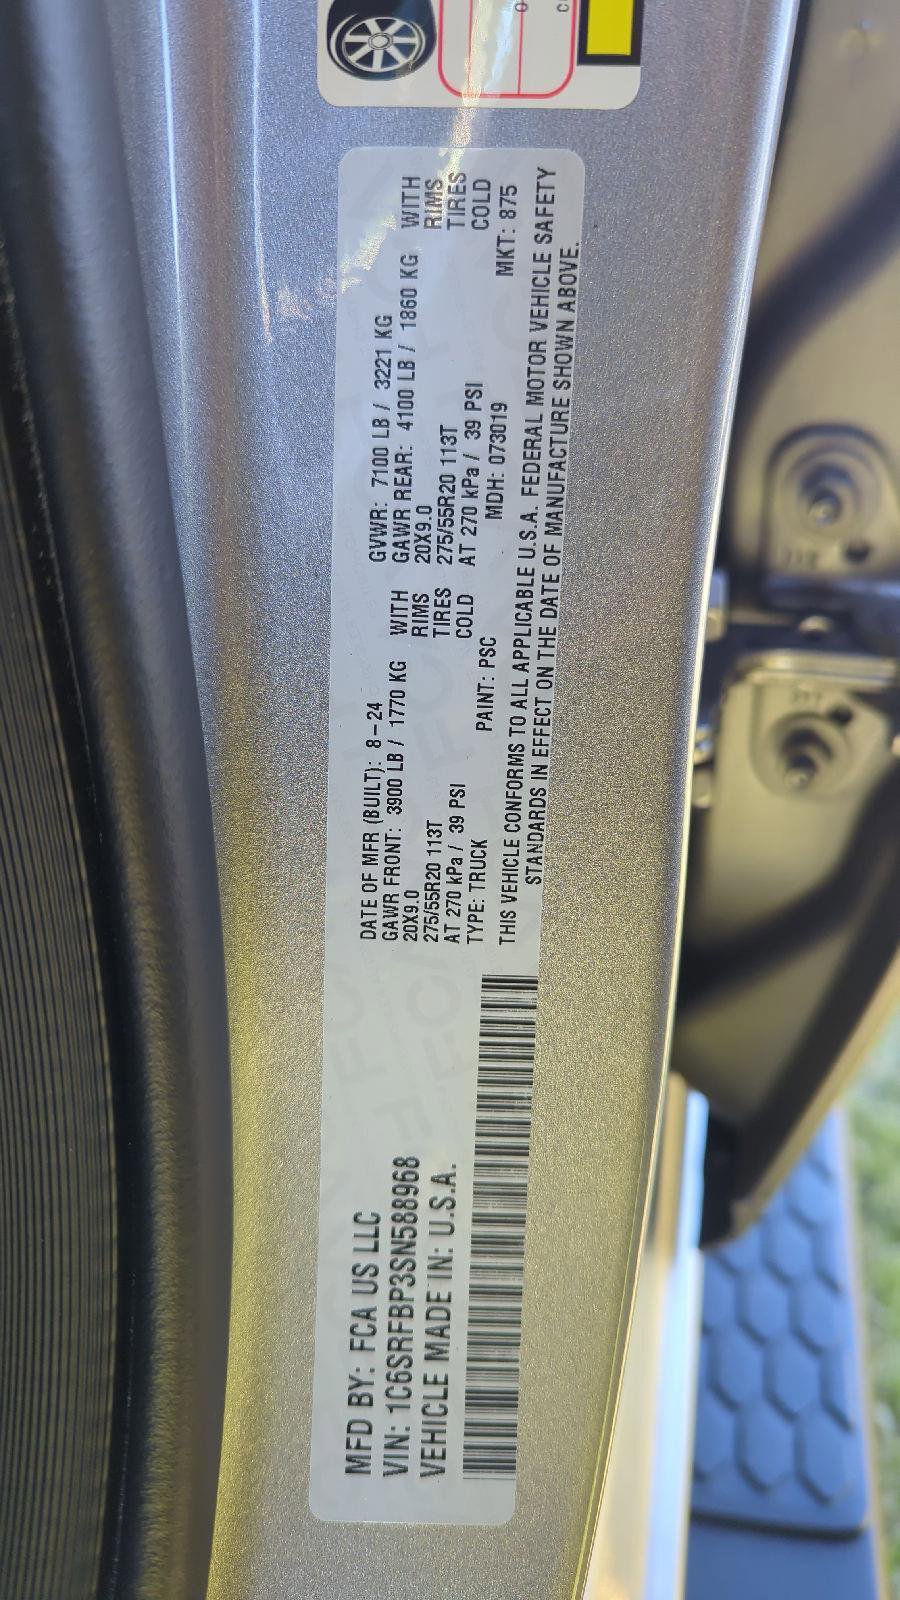 MFD BY: FCA US LLC
VIN: 1C6SRFBP3SN588968
VEHICLE MADE IN: U.S.A.
DATE OF MFR (BUILT): 8-24
GAWR FRONT: 3900 LB / 1770 KG WITH
20X9.0 RIMS
275/55R20 113T TIRES
AT 270 kPa / 39 PSI COLD
TYPE: TRUCK PAINT: PSC
GVWR: 7100 LB / 3221 KG
GAWR REAR: 4100 LB / 1860 KG WITH
20X9.0 RIMS
275/55R20 113T TIRES
AT 270 kPa / 39 PSI COLD
MDH: 073019 MKT: 875
THIS VEHICLE CONFORMS TO ALL APPLICABLE U.S.A. FEDERAL MOTOR VEHICLE SAFETY
STANDARDS IN EFFECT ON THE DATE OF MANUFACTURE SHOWN ABOVE.